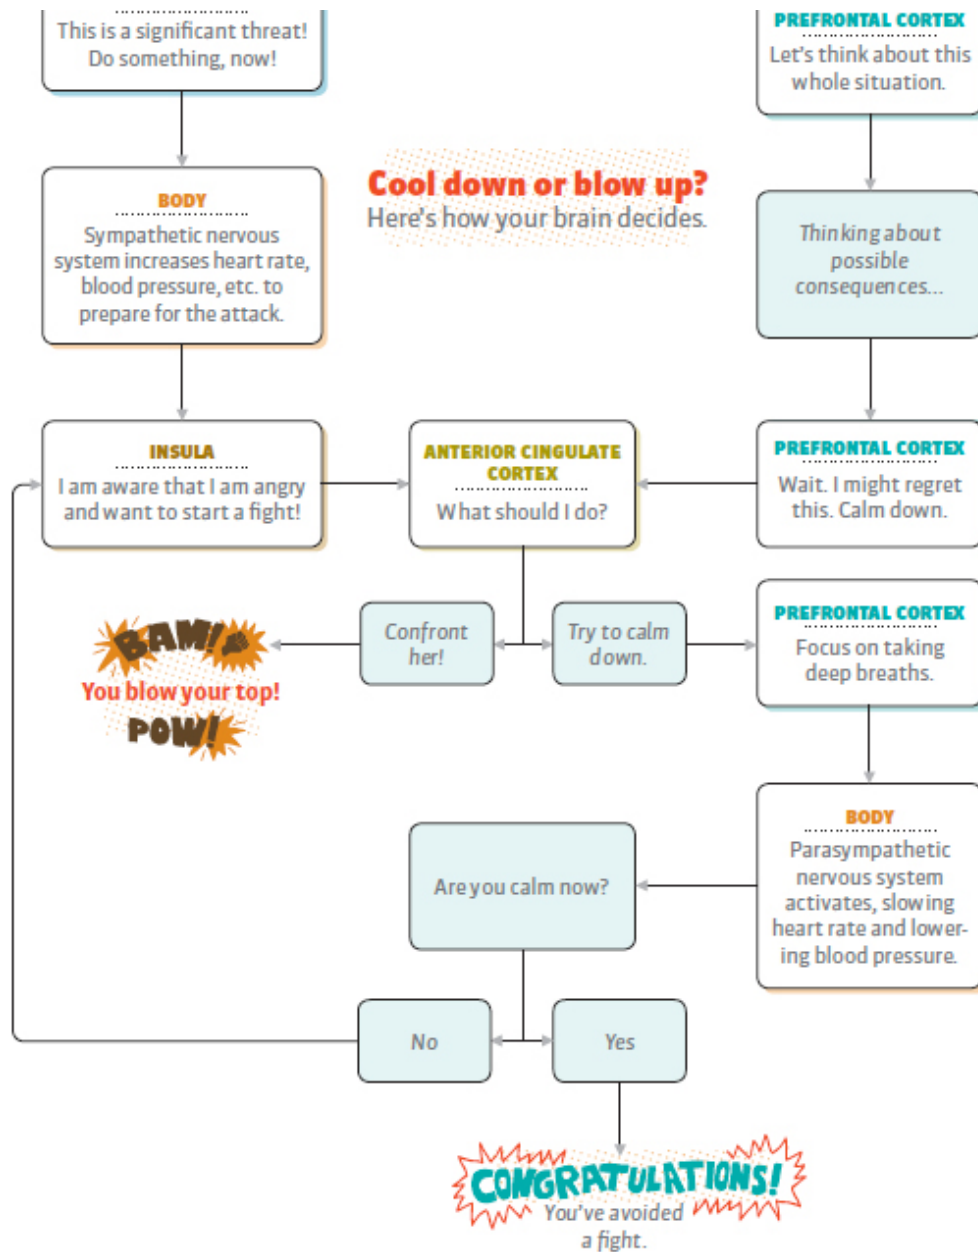 This is a significant threat!
Do something, now!
PREFRONTAL CORTEX
Let's think about this
whole situation.
Cool down or blow up?
Here's how your brain decides.
BODY
Sympathetic nervous
system increases heart rate,
blood pressure, etc. to
prepare for the attack.
Thinking about
possible
consequences...
INSULA
I am aware that I am angry
and want to start a fight!
ANTERIOR CINGULATE
CORTEX
What should I do?
PREFRONTAL CORTEX
Wait. I might regret
this. Calm down.
Confront
her!
Try to calm
down.
PREFRONTAL CORTEX
Focus on taking
deep breaths.
BAM!
You blow your top!
POW!
Are you calm now?
BODY
Parasympathetic
nervous system
activates, slowing
heart rate and lower-
ing blood pressure.
No
Yes
CONGRATULATIONS!
You've avoided
a fight.